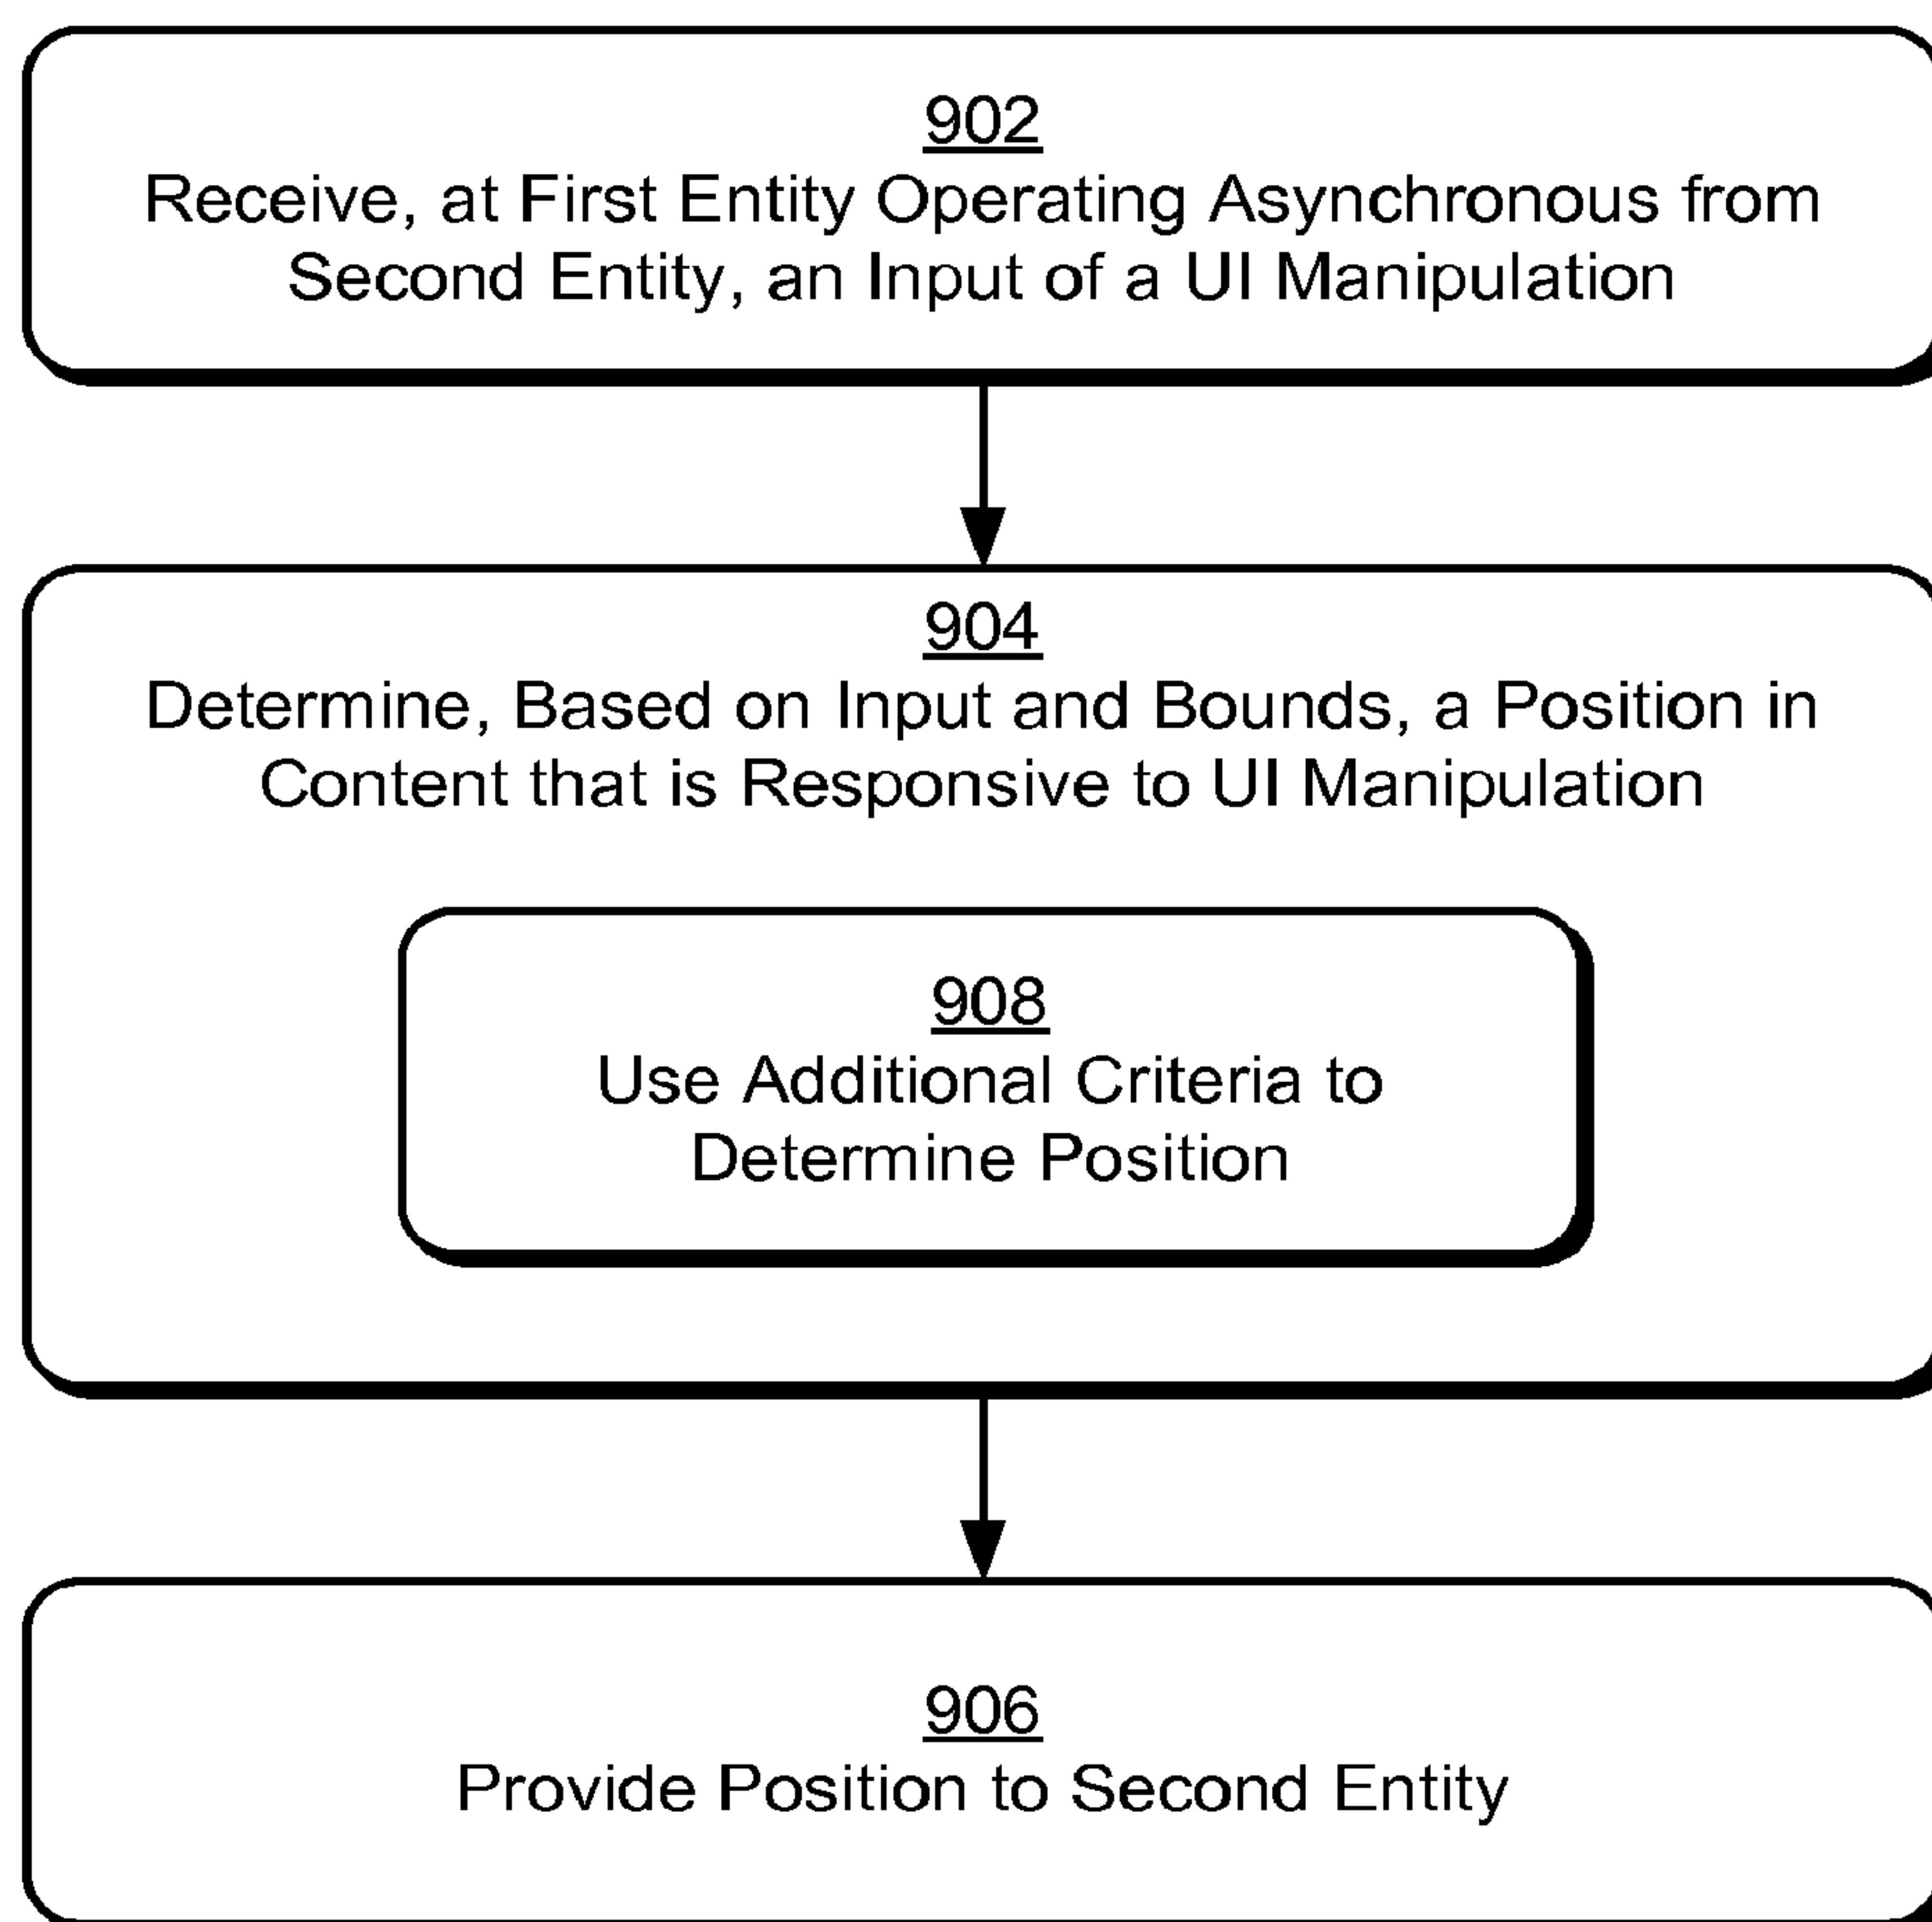 902
Receive, at First Entity Operating Asynchronous from
Second Entity, an Input of a UI Manipulation
904
Determine, Based on Input and Bounds, a Position in
Content that is Responsive to UI Manipulation
908
Use Additional Criteria to
Determine Position
906
Provide Position to Second Entity